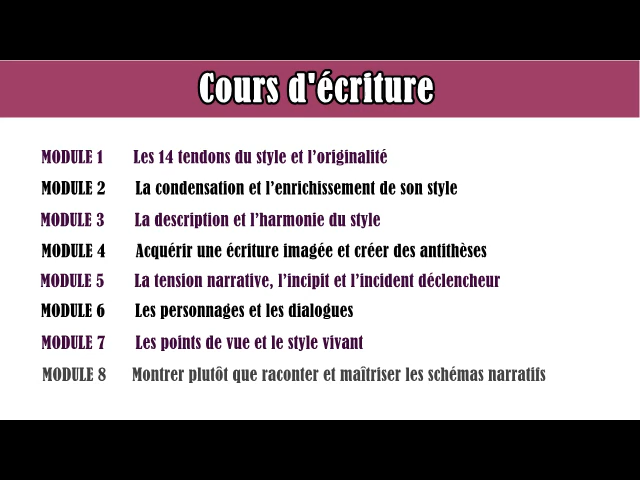 Cours d'écriture
MODULE 1 Les 14 tendons du style et l'originalité
MODULE 2 La condensation et l'enrichissement de son style
MODULE 3 La description et l'harmonie du style
MODULE 4 Acquérir une écriture imagée et créer des antithèses
MODULE 5 La tension narrative, l'incipit et l'incident déclencheur
MODULE 6 Les personnages et les dialogues
MODULE 7 Les points de vue et le style vivant
MODULE 8 Montrer plutôt que raconter et maîtriser les schémas narratifs